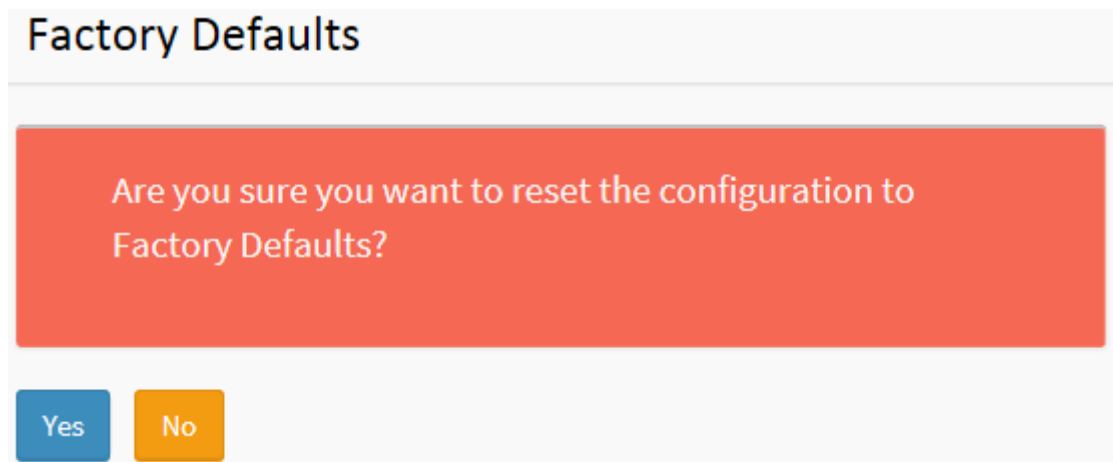 Factory Defaults
Are you sure you want to reset the configuration to
Factory Defaults?
Yes No